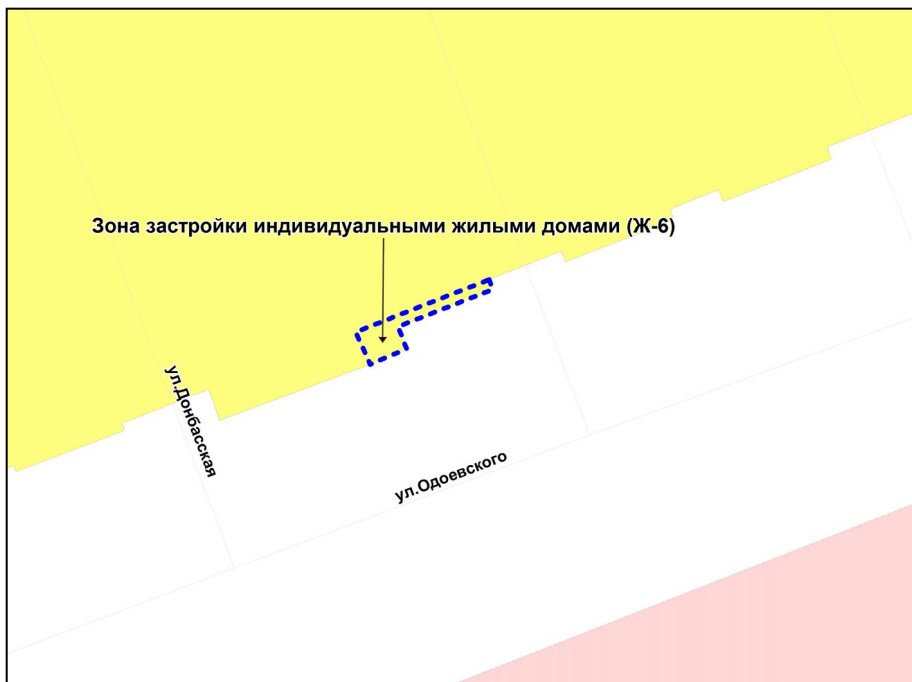 Зона застройки индивидуальными жилыми домами (Ж-6)
ул.Донбасская
ул.Одоевского